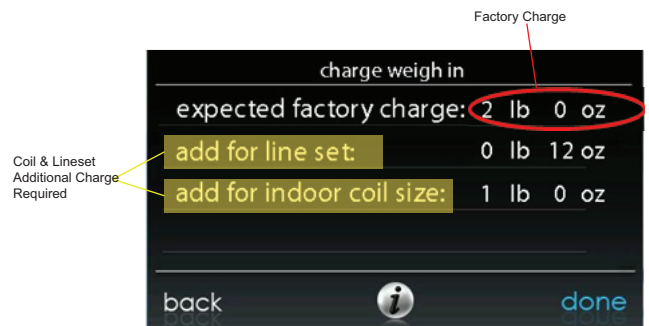 Factory Charge
charge weigh in
expected factory charge: 2 lb 0 oz
add for line set: 0 lb 12 oz
add for indoor coil size: 1 lb 0 oz
Coil & Lineset
Additional Charge
Required
back
i
done